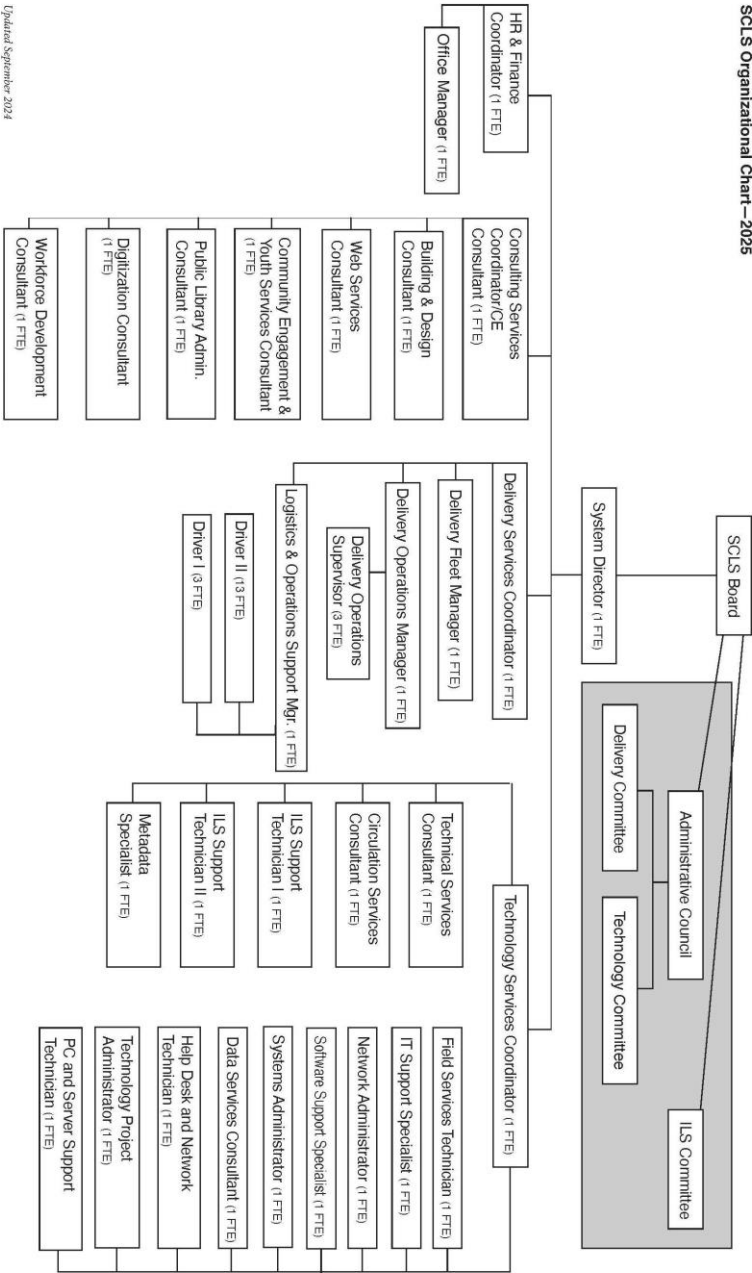 SCLS Organizational Chart—2025
SCLS Board
Administrative Council
ILS Committee
Delivery Committee
Technology Committee
System Director (1 FTE)
HR & Finance
Coordinator (1 FTE)
Office Manager (1 FTE)
Consulting Services
Coordinator/CE
Consultant (1 FTE)
Building & Design
Consultant (1 FTE)
Web Services
Consultant (1 FTE)
Community Engagement &
Youth Services Consultant
(1 FTE)
Public Library Admin.
Consultant (1 FTE)
Digitization Consultant
(1 FTE)
Workforce Development
Consultant (1 FTE)
Delivery Services Coordinator (1 FTE)
Delivery Fleet Manager (1 FTE)
Delivery Operations Manager (1 FTE)
Delivery Operations
Supervisor (3 FTE)
Logistics & Operations Support Mgr. (1 FTE)
Driver II (13 FTE)
Driver I (3 FTE)
Technology Services Coordinator (1 FTE)
Technical Services
Consultant (1 FTE)
Circulation Services
Consultant (1 FTE)
ILS Support
Technician I (1 FTE)
ILS Support
Technician II (1 FTE)
Metadata
Specialist (1 FTE)
Field Services Technician (1 FTE)
IT Support Specialist (1 FTE)
Network Administrator (1 FTE)
Software Support Specialist (1 FTE)
Systems Administrator (1 FTE)
Data Services Consultant (1 FTE)
Help Desk and Network
Technician (1 FTE)
Technology Project
Administrator (1 FTE)
PC and Server Support
Technician (1 FTE)
Updated September 2024